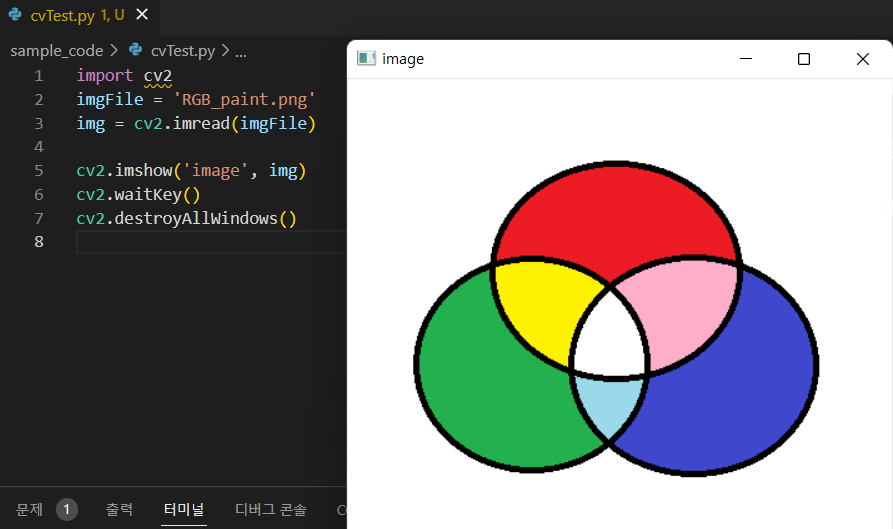 cvTest.py 1, U
sample_code > cvTest.py > ...
1 import cv2
2 imgFile = 'RGB_paint.png'
3 img = cv2.imread(imgFile)
4
5 cv2.imshow('image', img)
6 cv2.waitKey()
7 cv2.destroyAllWindows()
8
image
문제 1 출력 터미널 디버그 콘솔